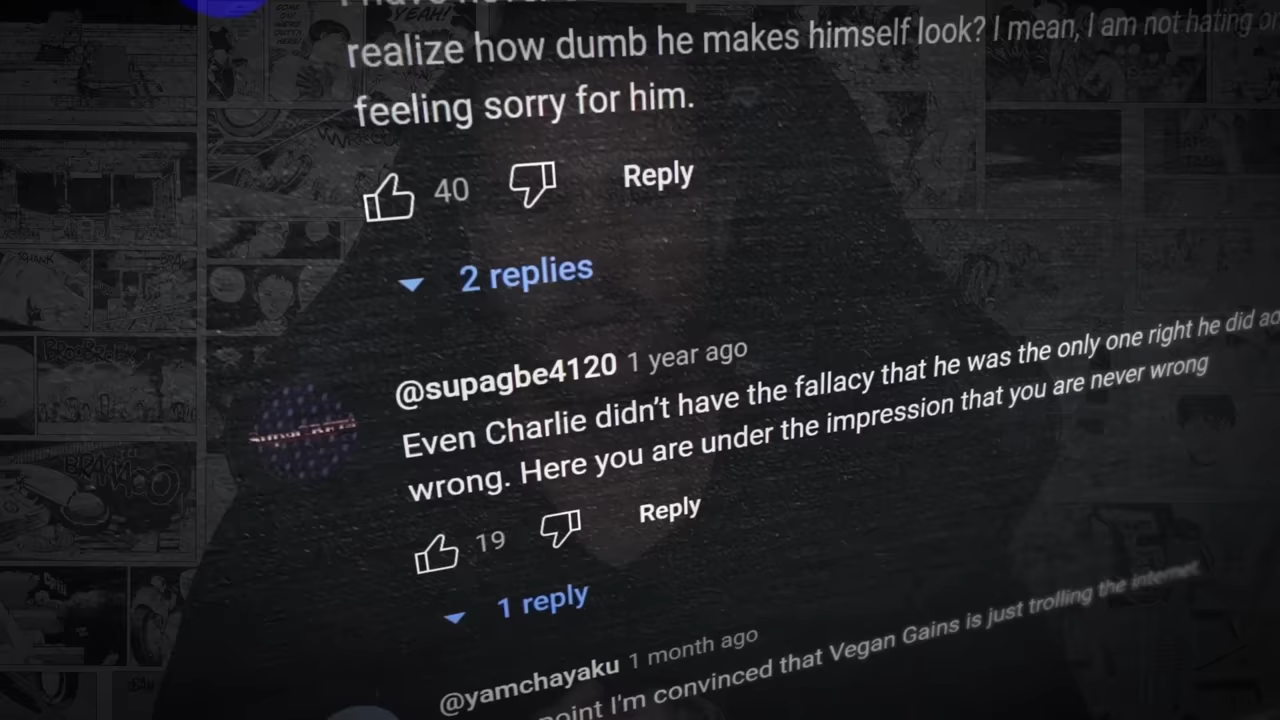 realize how dumb he makes himself look? I mean, I am not hating
feeling sorry for him.
40 Reply
2 replies
@supagbe4120 1 year ago
Even Charlie didn't have the fallacy that he was the only one right he did
wrong. Here you are under the impression that you are never wrong
19 Reply
1 reply
@yamchayaku 1 month ago
point I'm convinced that Vegan Gains is just trolling the internet
YEAH!